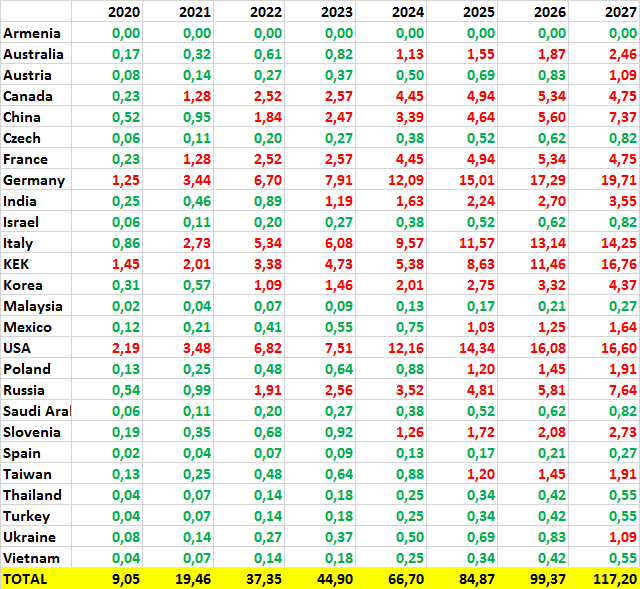 2020 2021 2022 2023 2024 2025 2026 2027
Armenia 0,00 0,00 0,00 0,00 0,00 0,00 0,00 0,00
Australia 0,17 0,32 0,61 0,82 1,13 1,55 1,87 2,46
Austria 0,08 0,14 0,27 0,37 0,50 0,69 0,83 1,09
Canada 0,23 1,28 2,52 2,57 4,45 4,94 5,34 4,75
China 0,52 0,95 1,84 2,47 3,39 4,64 5,60 7,37
Czech 0,06 0,11 0,20 0,27 0,38 0,52 0,62 0,82
France 0,23 1,28 2,52 2,57 4,45 4,94 5,34 4,75
Germany 1,25 3,44 6,70 7,91 12,09 15,01 17,29 19,71
India 0,25 0,46 0,89 1,19 1,63 2,24 2,70 3,55
Israel 0,06 0,11 0,20 0,27 0,38 0,52 0,62 0,82
Italy 0,86 2,73 5,34 6,08 9,57 11,57 13,14 14,25
KEK 1,45 2,01 3,38 4,73 5,38 8,63 11,46 16,76
Korea 0,31 0,57 1,09 1,46 2,01 2,75 3,32 4,37
Malaysia 0,02 0,04 0,07 0,09 0,13 0,17 0,21 0,27
Mexico 0,12 0,21 0,41 0,55 0,75 1,03 1,25 1,64
USA 2,19 3,48 6,82 7,51 12,16 14,34 16,08 16,60
Poland 0,13 0,25 0,48 0,64 0,88 1,20 1,45 1,91
Russia 0,54 0,99 1,91 2,56 3,52 4,81 5,81 7,64
Saudi Aral 0,06 0,11 0,20 0,27 0,38 0,52 0,62 0,82
Slovenia 0,19 0,35 0,68 0,92 1,26 1,72 2,08 2,73
Spain 0,02 0,04 0,07 0,09 0,13 0,17 0,21 0,27
Taiwan 0,13 0,25 0,48 0,64 0,88 1,20 1,45 1,91
Thailand 0,04 0,07 0,14 0,18 0,25 0,34 0,42 0,55
Turkey 0,04 0,07 0,14 0,18 0,25 0,34 0,42 0,55
Ukraine 0,08 0,14 0,27 0,37 0,50 0,69 0,83 1,09
Vietnam 0,04 0,07 0,14 0,18 0,25 0,34 0,42 0,55
TOTAL 9,05 19,46 37,35 44,90 66,70 84,87 99,37 117,20